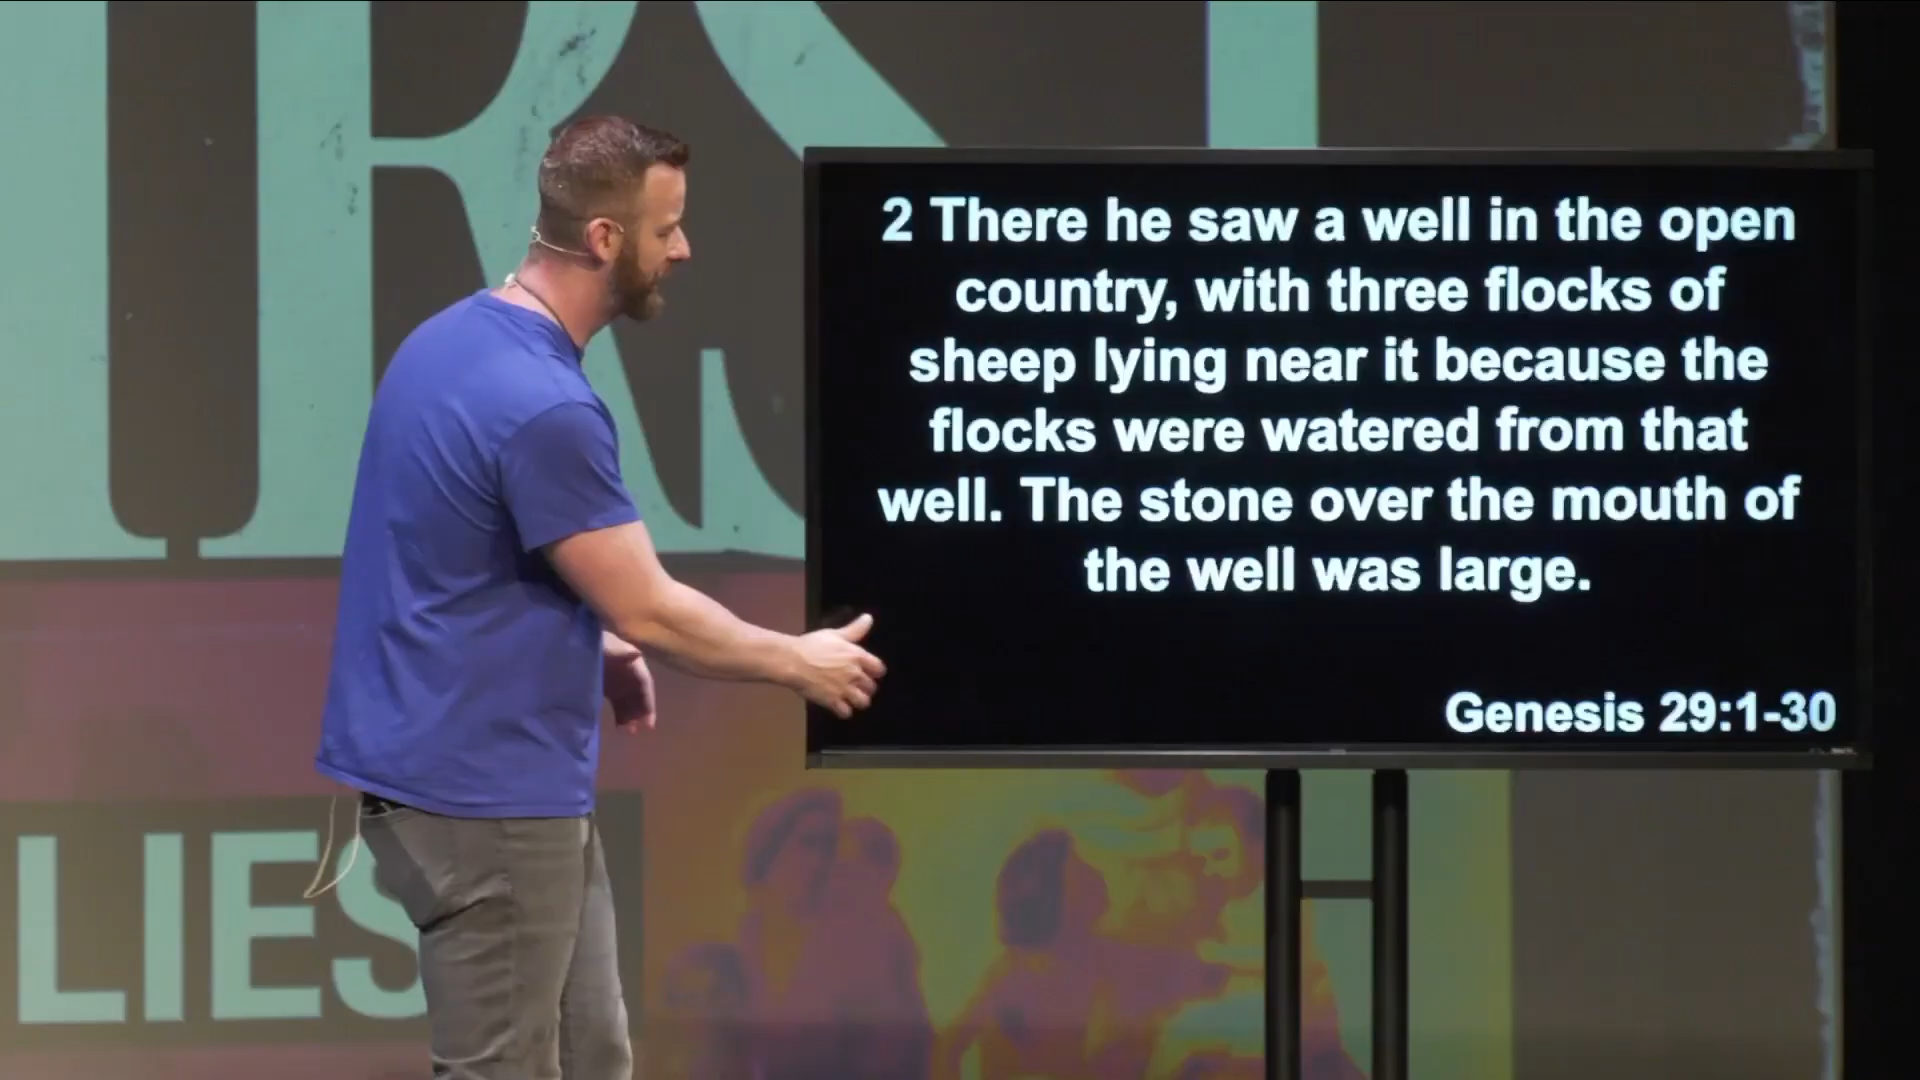 RST
2 There he saw a well in the open
country, with three flocks of
sheep lying near it because the
flocks were watered from that
well. The stone over the mouth of
the well was large.
Genesis 29:1-30
LIES